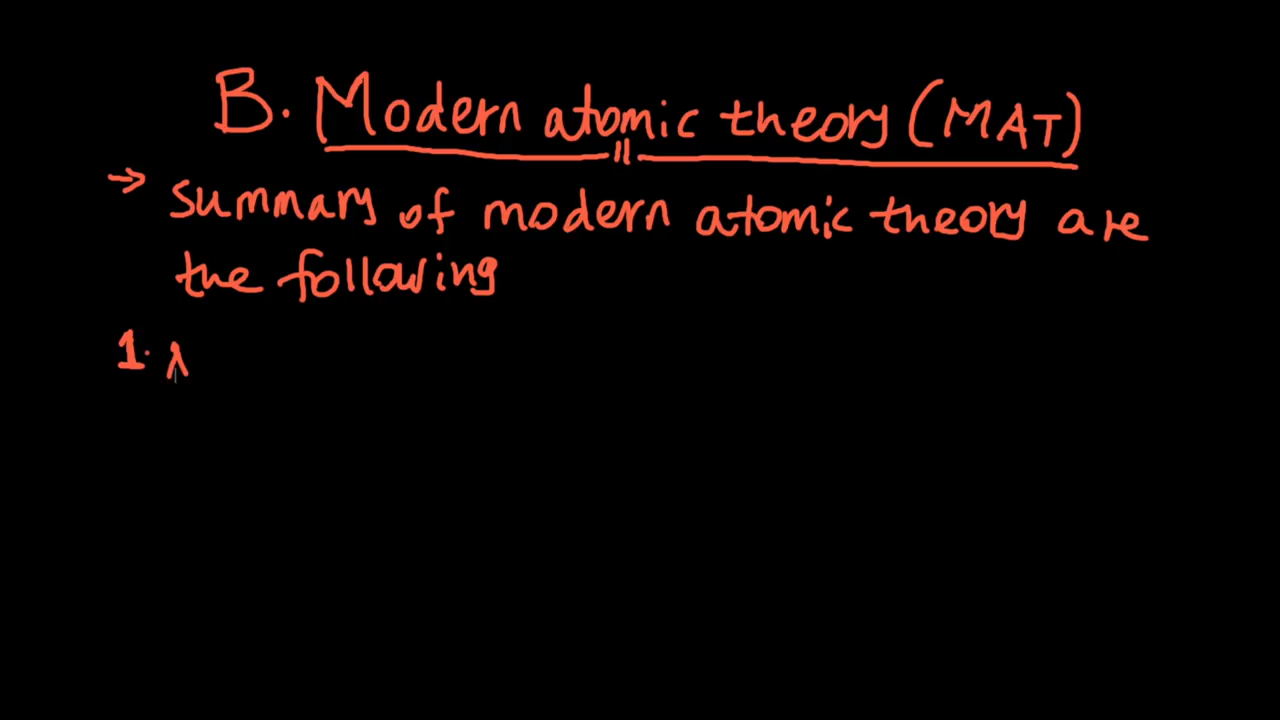 B. Modern atomic theory (MAT)
→ summary of modern atomic theory are
the following
1.